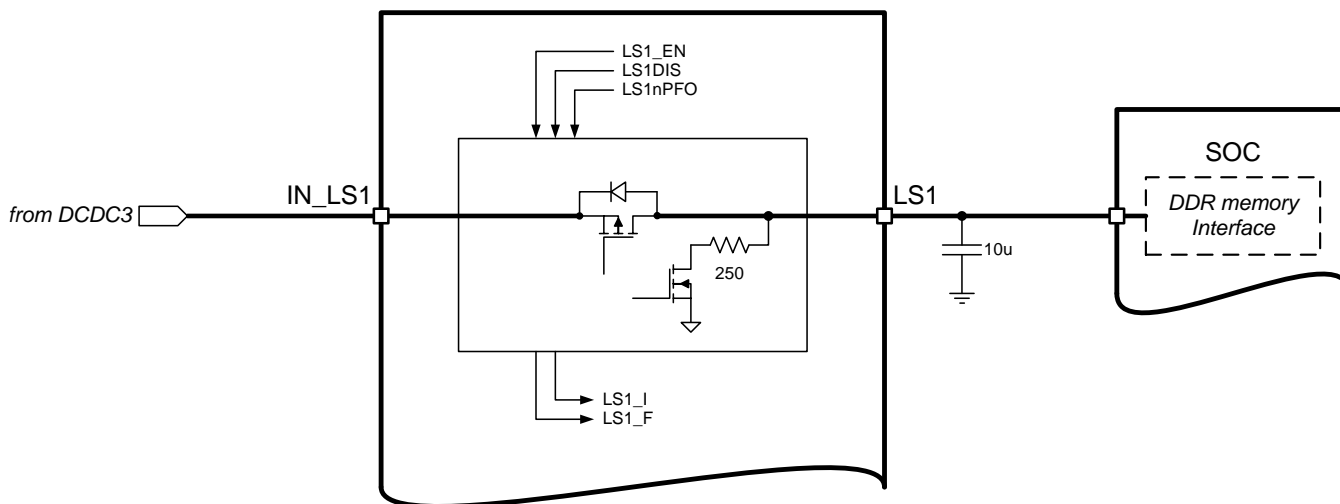 LS1_EN
LS1DIS
LS1nPFO
SOC
IN_LS1
LS1
from DCDC3
DDR memory
Interface
250
10u
LS1_I
LS1_F